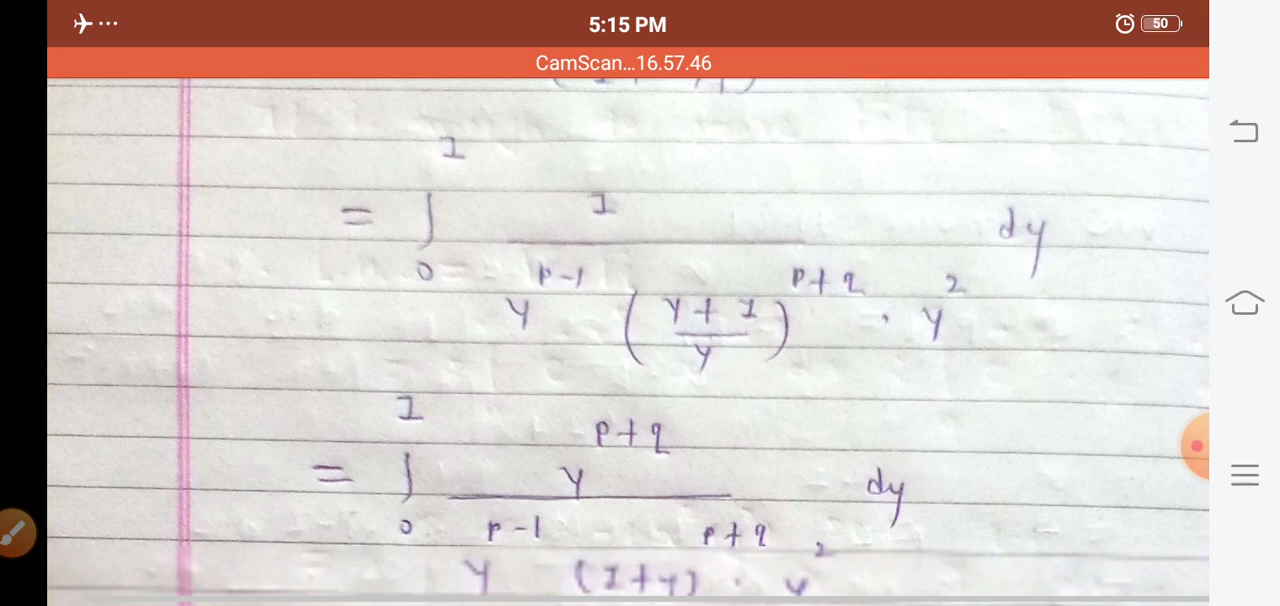 5:15 PM
50
CamScan...16.57.46
1
= ∫ 1 dy
0 y^(p-1) ((y+1)/y)^(p+q) · y^2
1
= ∫ y^(p+q) dy
0 y^(p-1) (1+y)^(p+q) · y^2